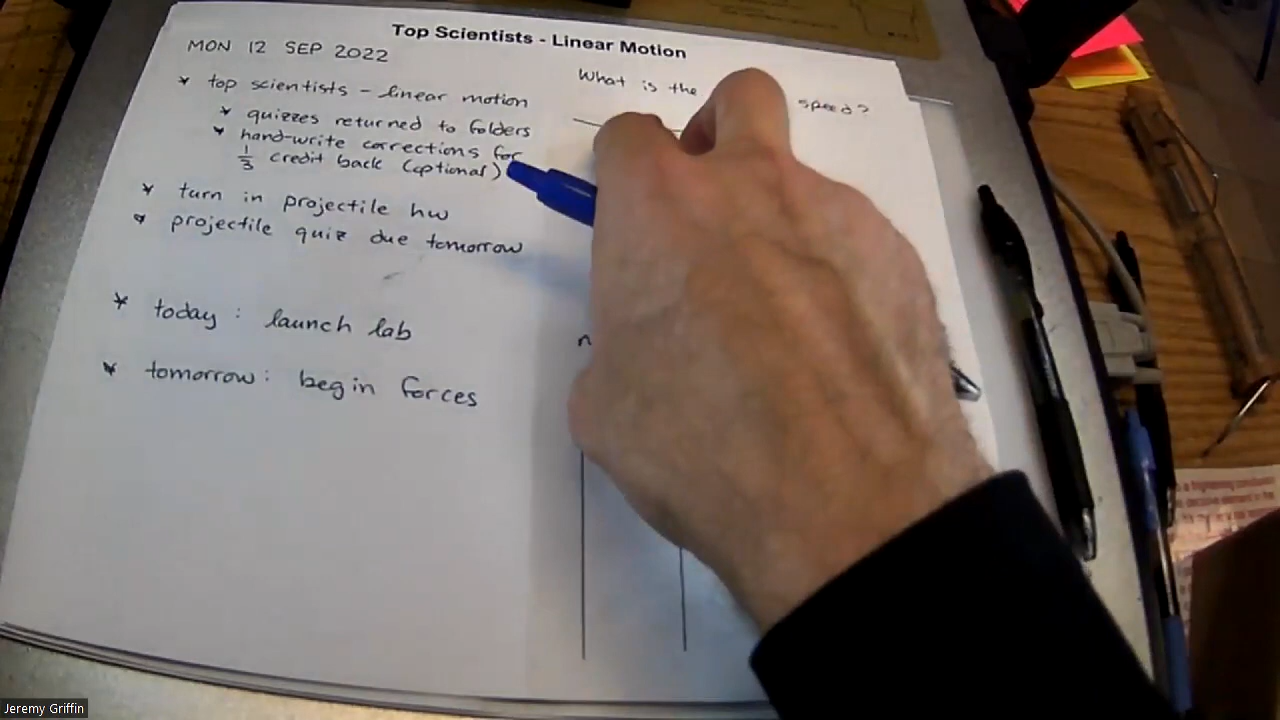 Top Scientists - Linear Motion
MON 12 SEP 2022
* top scientists - linear motion
* quizzes returned to folders
* hand-write corrections for
1/3 credit back (optional)
* turn in projectile hw
* projectile quiz due tomorrow
* today: launch lab
* tomorrow: begin forces
What is the
speed?
Jeremy Griffin